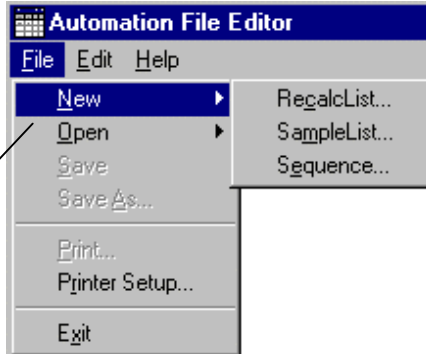 Automation File Editor
File Edit Help
New
Open
Save
Save As...
Print...
Printer Setup...
Exit
RecalcList...
SampleList...
Sequence...